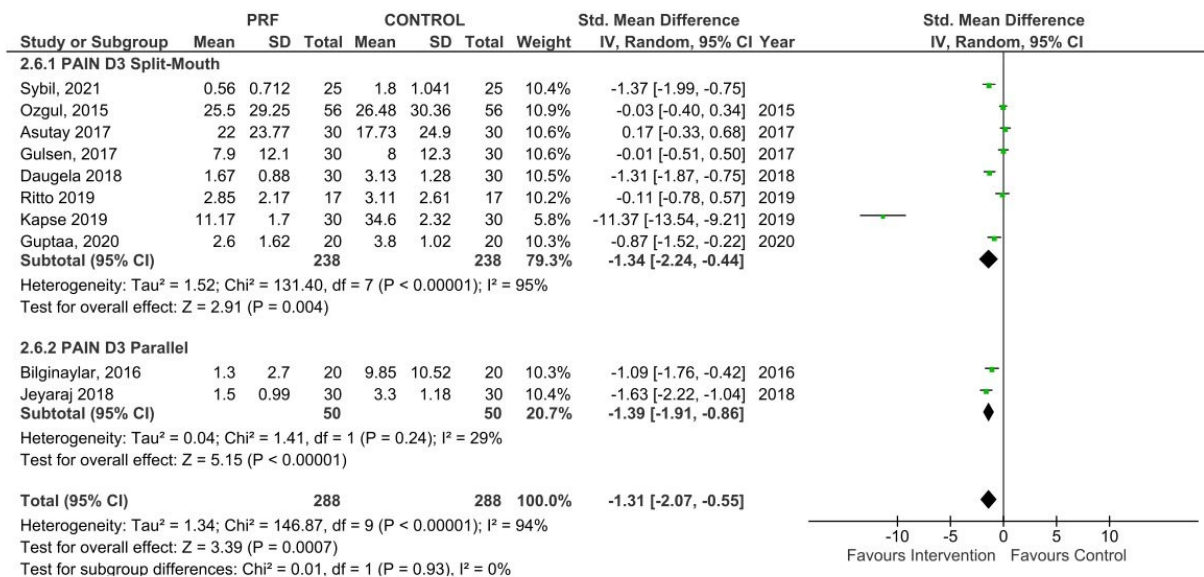 PRF CONTROL Std. Mean Difference Std. Mean Difference
Study or Subgroup Mean SD Total Mean SD Total Weight IV, Random, 95% CI Year IV, Random, 95% CI
2.6.1 PAIN D3 Split-Mouth
Sybil, 2021 0.56 0.712 25 1.8 1.041 25 10.4% -1.37 [-1.99, -0.75]
Ozgul, 2015 25.5 29.25 56 26.48 30.36 56 10.9% -0.03 [-0.40, 0.34] 2015
Asutay 2017 22 23.77 30 17.73 24.9 30 10.6% 0.17 [-0.33, 0.68] 2017
Gulsen, 2017 7.9 12.1 30 8 12.3 30 10.6% -0.01 [-0.51, 0.50] 2017
Daugela 2018 1.67 0.88 30 3.13 1.28 30 10.5% -1.31 [-1.87, -0.75] 2018
Ritto 2019 2.85 2.17 17 3.11 2.61 17 10.2% -0.11 [-0.78, 0.57] 2019
Kapse 2019 11.17 1.7 30 34.6 2.32 30 5.8% -11.37 [-13.54, -9.21] 2019
Guptaa, 2020 2.6 1.62 20 3.8 1.02 20 10.3% -0.87 [-1.52, -0.22] 2020
Subtotal (95% CI) 238 238 79.3% -1.34 [-2.24, -0.44]
Heterogeneity: Tau² = 1.52; Chi² = 131.40, df = 7 (P < 0.00001); I² = 95%
Test for overall effect: Z = 2.91 (P = 0.004)
2.6.2 PAIN D3 Parallel
Bilginaylar, 2016 1.3 2.7 20 9.85 10.52 20 10.3% -1.09 [-1.76, -0.42] 2016
Jeyaraj 2018 1.5 0.99 30 3.3 1.18 30 10.4% -1.63 [-2.22, -1.04] 2018
Subtotal (95% CI) 50 50 20.7% -1.39 [-1.91, -0.86]
Heterogeneity: Tau² = 0.04; Chi² = 1.41, df = 1 (P = 0.24); I² = 29%
Test for overall effect: Z = 5.15 (P < 0.00001)
Total (95% CI) 288 288 100.0% -1.31 [-2.07, -0.55]
Heterogeneity: Tau² = 1.34; Chi² = 146.87, df = 9 (P < 0.00001); I² = 94%
Test for overall effect: Z = 3.39 (P = 0.0007)
Test for subgroup differences: Chi² = 0.01, df = 1 (P = 0.93), I² = 0%
-10 -5 0 5 10
Favours Intervention Favours Control